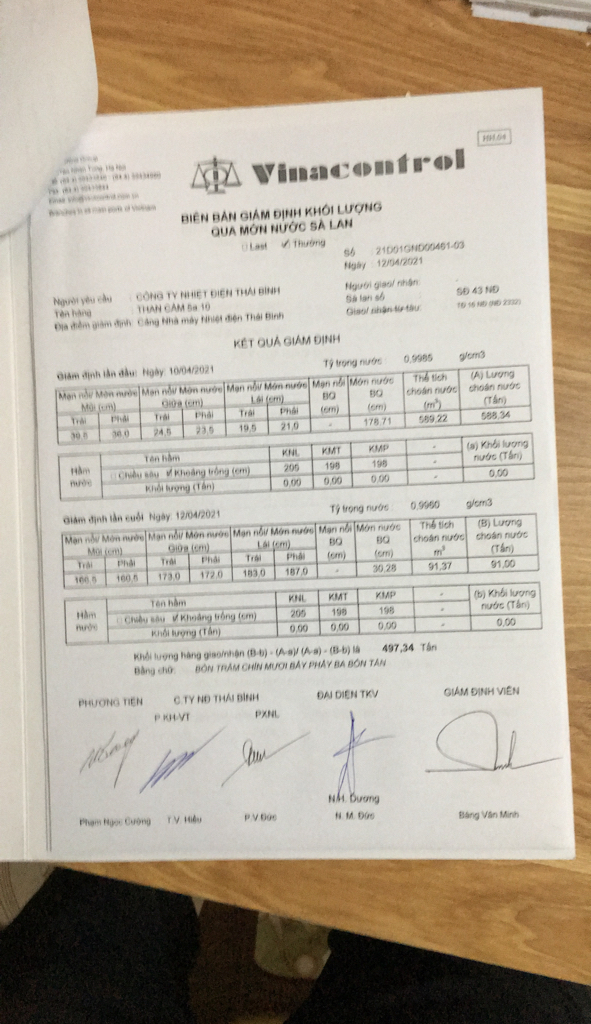 Vinacontrol
BIÊN BẢN GIÁM ĐỊNH KHỐI LƯỢNG
QUA MỚN NƯỚC SÀ LAN
Last ✓ Thường
Số : 21D01GND00461-03
Ngày : 12/04/2021
Người yêu cầu : CÔNG TY NHIỆT ĐIỆN THÁI BÌNH
Người giao/ nhận:
Tên hàng : THAN CÁM 5a.10
Sà lan số SĐ 43 NĐ
Địa điểm giám định: Cảng Nhà máy Nhiệt điện Thái Bình
Giao/ nhận từ tàu:
KẾT QUẢ GIÁM ĐỊNH
Giám định lần đầu: Ngày: 10/04/2021 Tỷ trọng nước : 0,9985 g/cm3
Mạn nổi/ Mớn nước Mũi (cm) Mạn nổi/ Mớn nước Giữa (cm) Mạn nổi/ Mớn nước Lái (cm) Mạn nổi BQ (cm) Mớn nước BQ (cm) Thể tích choán nước (m³) (A) Lượng choán nước (Tấn)
Trái Phải Trái Phải Trái Phải
24,5 23,5 19,5 21,0 - 178,71 589,22 588,34
Hầm nước Tên hầm KNL KMT KMP - (a) Khối lượng nước (Tấn)
Chiều sâu ✓ Khoảng trống (cm) 205 198 198 -
Khối lượng (Tấn) 0,00 0,00 0,00 - 0,00
Giám định lần cuối Ngày: 12/04/2021 Tỷ trọng nước : 0,9960 g/cm3
Mạn nổi/ Mớn nước Mũi (cm) Mạn nổi/ Mớn nước Giữa (cm) Mạn nổi/ Mớn nước Lái (cm) Mạn nổi BQ (cm) Mớn nước BQ (cm) Thể tích choán nước m³ (B) Lượng choán nước (Tấn)
Trái Phải Trái Phải Trái Phải
173,0 172,0 183,0 187,0 - 30,28 91,37 91,00
Hầm nước Tên hầm KNL KMT KMP - (b) Khối lượng nước (Tấn)
Chiều sâu ✓ Khoảng trống (cm) 205 198 198 -
Khối lượng (Tấn) 0,00 0,00 0,00 - 0,00
Khối lượng hàng giao/nhận (B-b) - (A-a)/ (A-a) - (B-b) là 497,34 Tấn
Bằng chữ: BỐN TRĂM CHÍN MƯƠI BẢY PHẨY BA BỐN TẤN
PHƯƠNG TIỆN C.TY NĐ THÁI BÌNH ĐẠI DIỆN TKV GIÁM ĐỊNH VIÊN
P.KH-VT PXNL
N.H. Dương
Phạm Ngọc Cường T.V. Hiếu P.V.Đức N. M. Đức Bàng Văn Minh